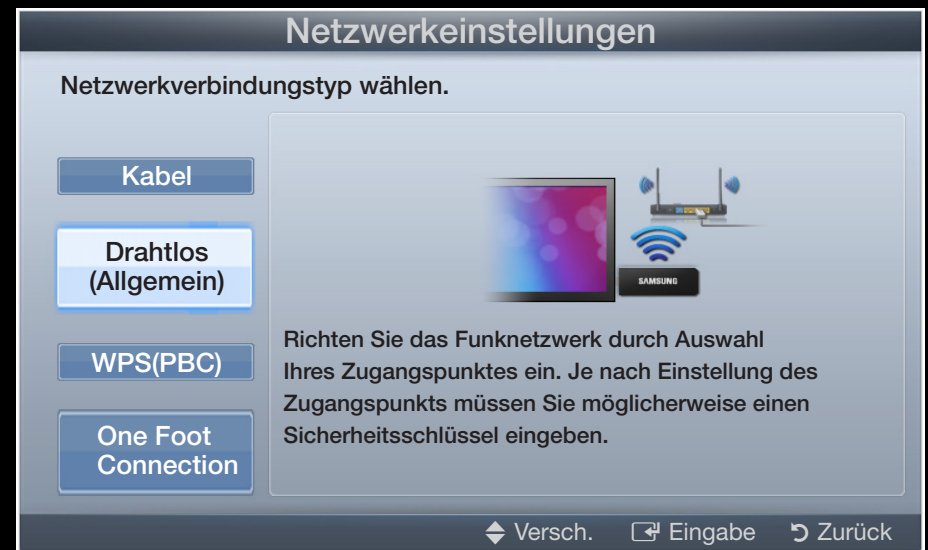 Netzwerkeinstellungen
Netzwerkverbindungstyp wählen.
Kabel
Drahtlos
(Allgemein)
WPS(PBC)
One Foot
Connection
SAMSUNG
Richten Sie das Funknetzwerk durch Auswahl
Ihres Zugangspunktes ein. Je nach Einstellung des
Zugangspunkts müssen Sie möglicherweise einen
Sicherheitsschlüssel eingeben.
Versch. Eingabe Zurück